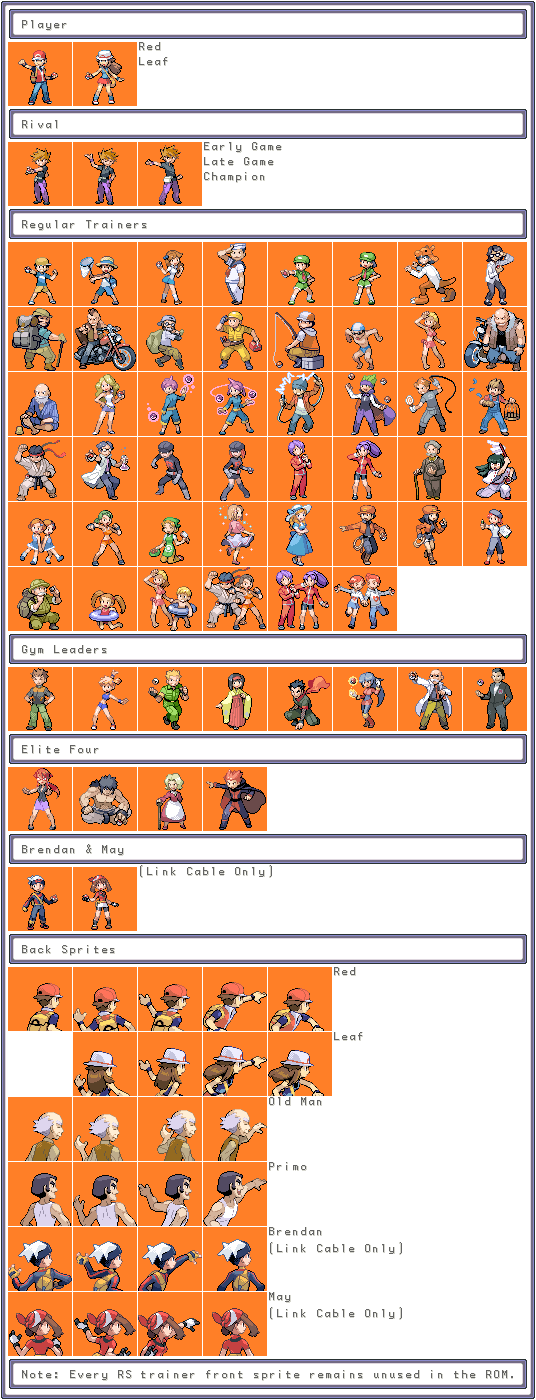 Player
Red
Leaf
Rival
Early Game
Late Game
Champion
Regular Trainers
Gym Leaders
Elite Four
Brendan & May
(Link Cable Only)
Back Sprites
Red
Leaf
Old Man
Primo
Brendan
(Link Cable Only)
May
(Link Cable Only)
Note: Every RS trainer front sprite remains unused in the ROM.